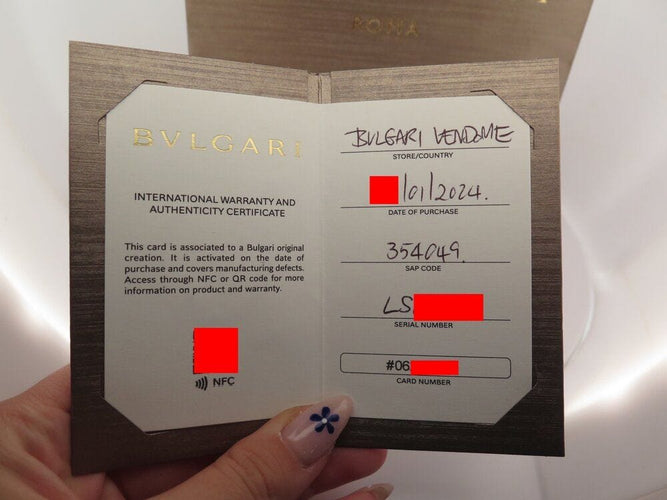 ROMA
BVLGARI
INTERNATIONAL WARRANTY AND
AUTHENTICITY CERTIFICATE
This card is associated to a Bulgari original
creation. It is activated on the date of
purchase and covers manufacturing defects.
Access through NFC or QR code for more
information on product and warranty.
NFC
BVLGARI VENDOME
STORE/COUNTRY
/01/2024.
DATE OF PURCHASE
354049.
SAP CODE
LS
SERIAL NUMBER
#06
CARD NUMBER